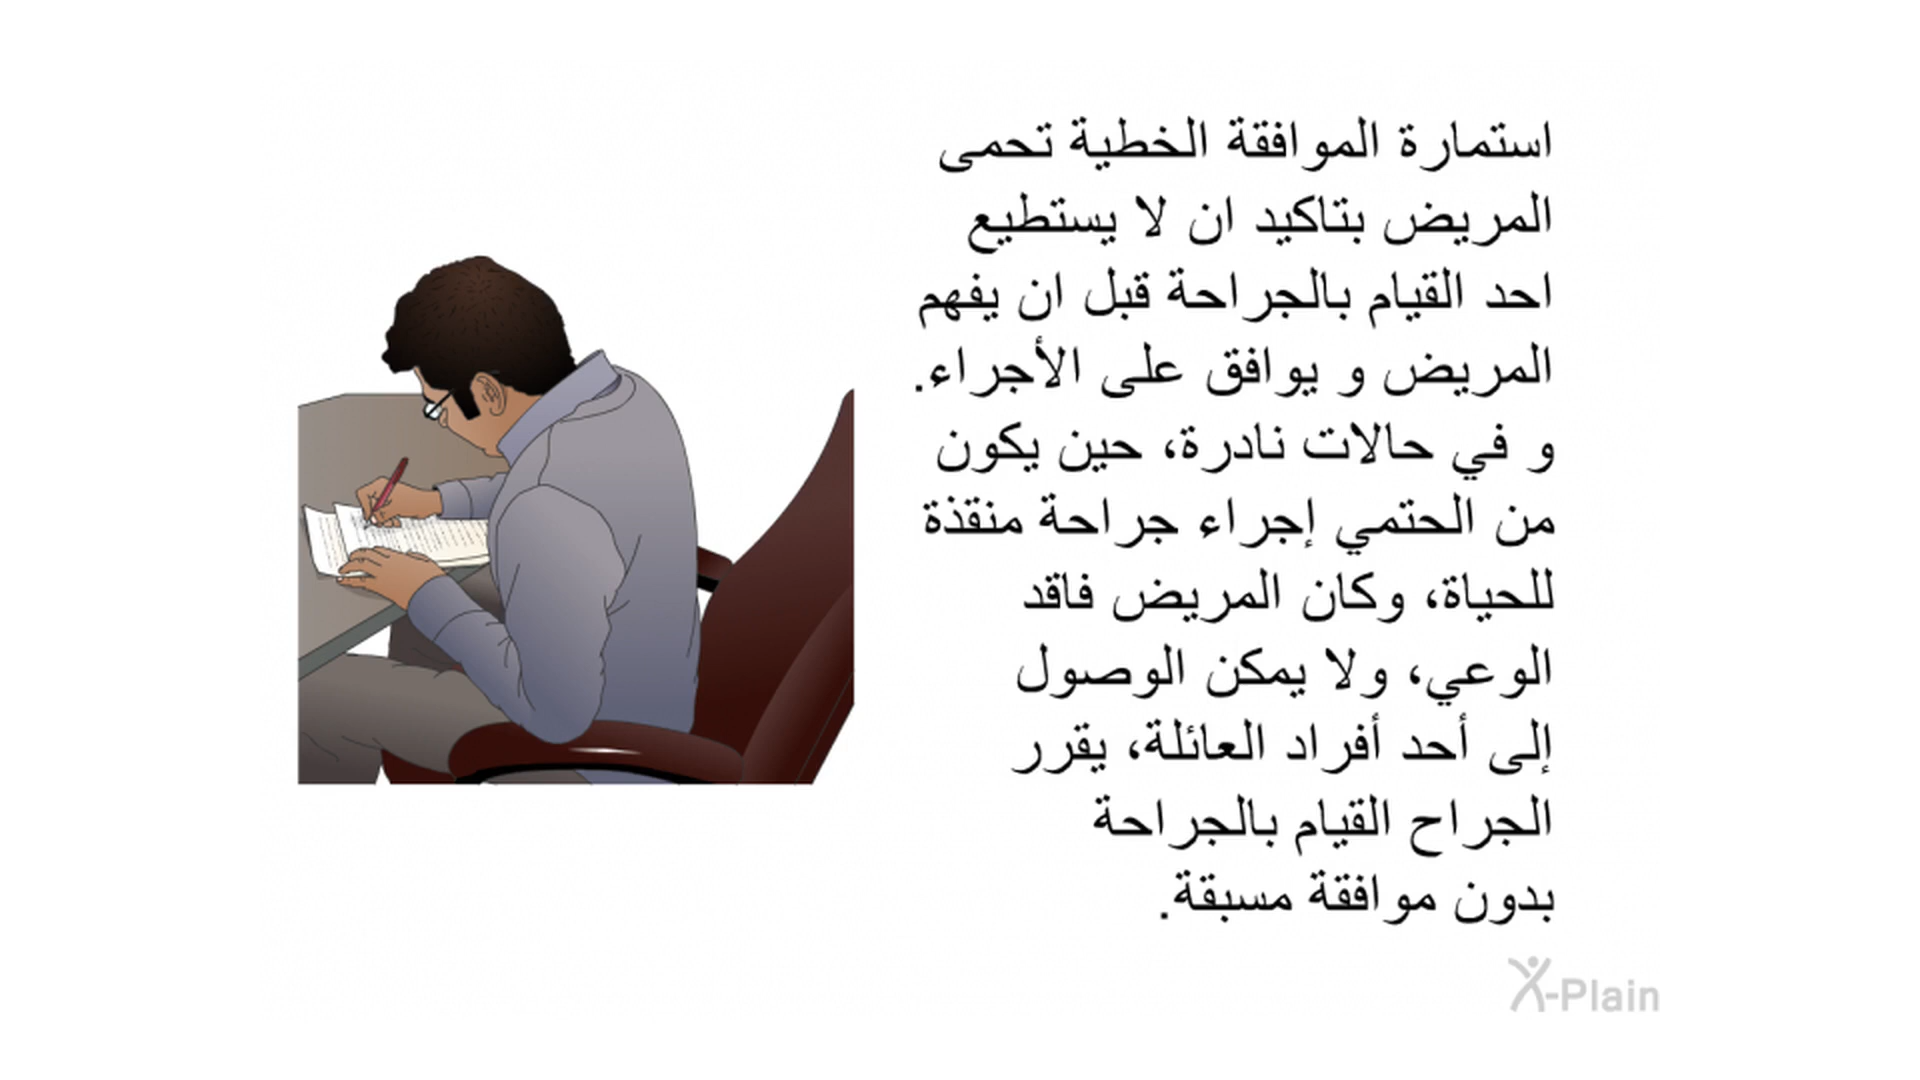 استمارة الموافقة الخطية تحمى
المريض بتاكيد ان لا يستطيع
احد القيام بالجراحة قبل ان يفهم
المريض و يوافق على الأجراء.
و في حالات نادرة، حين يكون
من الحتمي إجراء جراحة منقذة
للحياة، وكان المريض فاقد
الوعي، ولا يمكن الوصول
إلى أحد أفراد العائلة، يقرر
الجراح القيام بالجراحة
بدون موافقة مسبقة.
X-Plain